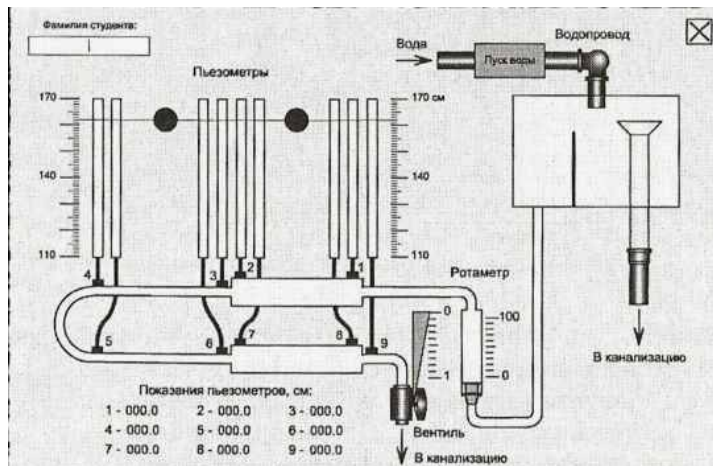 Фамилия студента:
Вода
Водопровод
Пуск воды
Пьезометры
170
170 см
140
140
110
110
4
3
2
1
Ротаметр
5
6
7
8
9
0
1
100
0
В канализацию
Показания пьезометров, см:
1 - 000.0 2 - 000.0 3 - 000.0
4 - 000.0 5 - 000.0 6 - 000.0
7 - 000.0 8 - 000.0 9 - 000.0
Вентиль
В канализацию